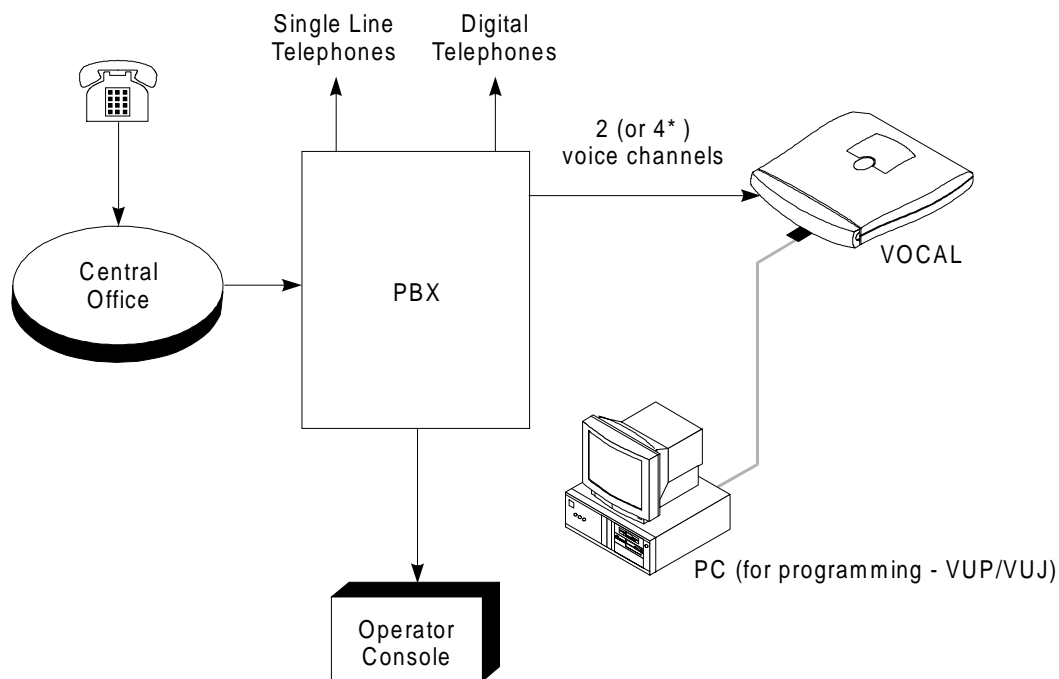 Single Line
Telephones
Digital
Telephones
2 (or 4* )
voice channels
VOCAL
Central
Office
PBX
PC (for programming - VUP/VUJ)
Operator
Console